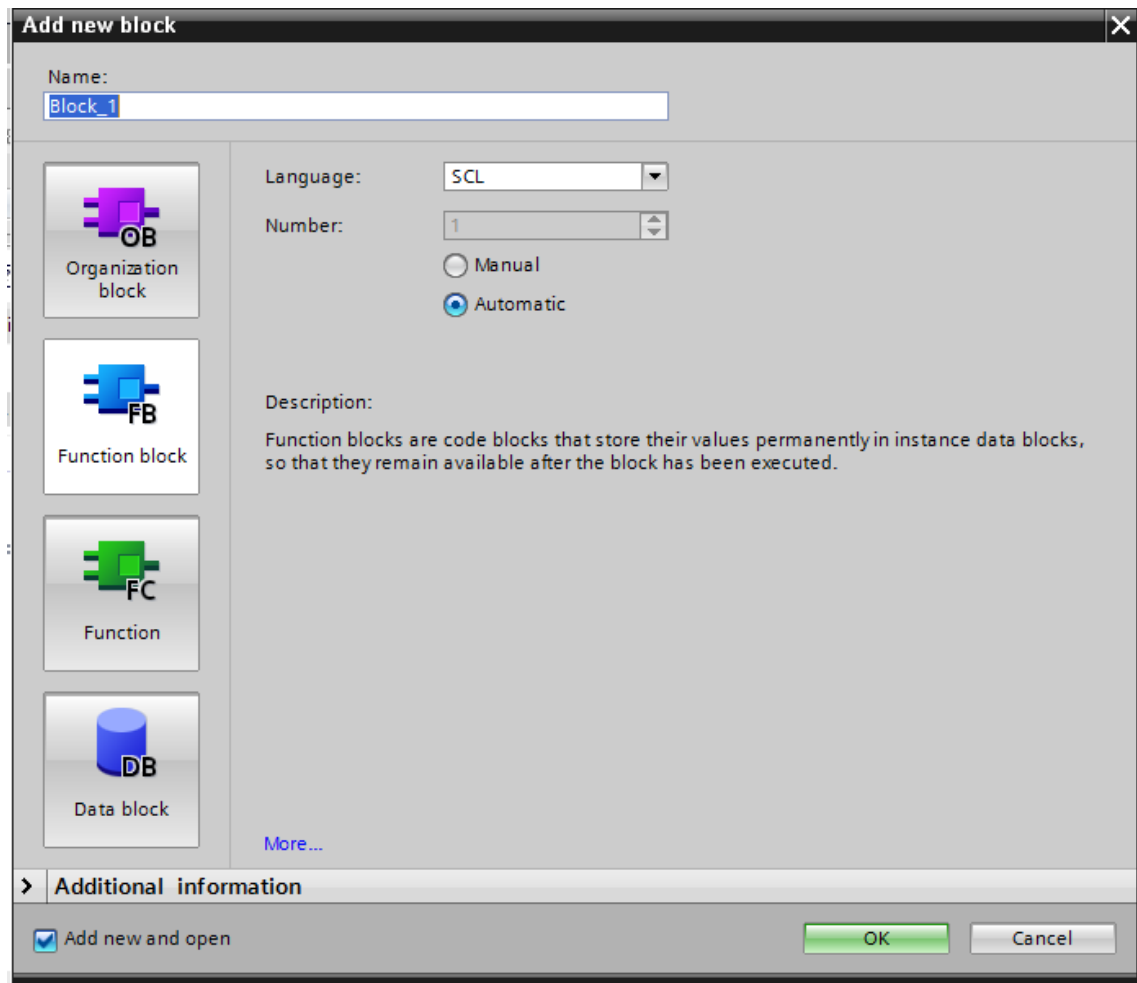 Add new block
Name:
Block_1
OB
Organization
block
FB
Function block
FC
Function
DB
Data block
Language:
SCL
Number:
1
Manual
Automatic
Description:
Function blocks are code blocks that store their values permanently in instance data blocks,
so that they remain available after the block has been executed.
More...
Additional information
Add new and open
OK
Cancel